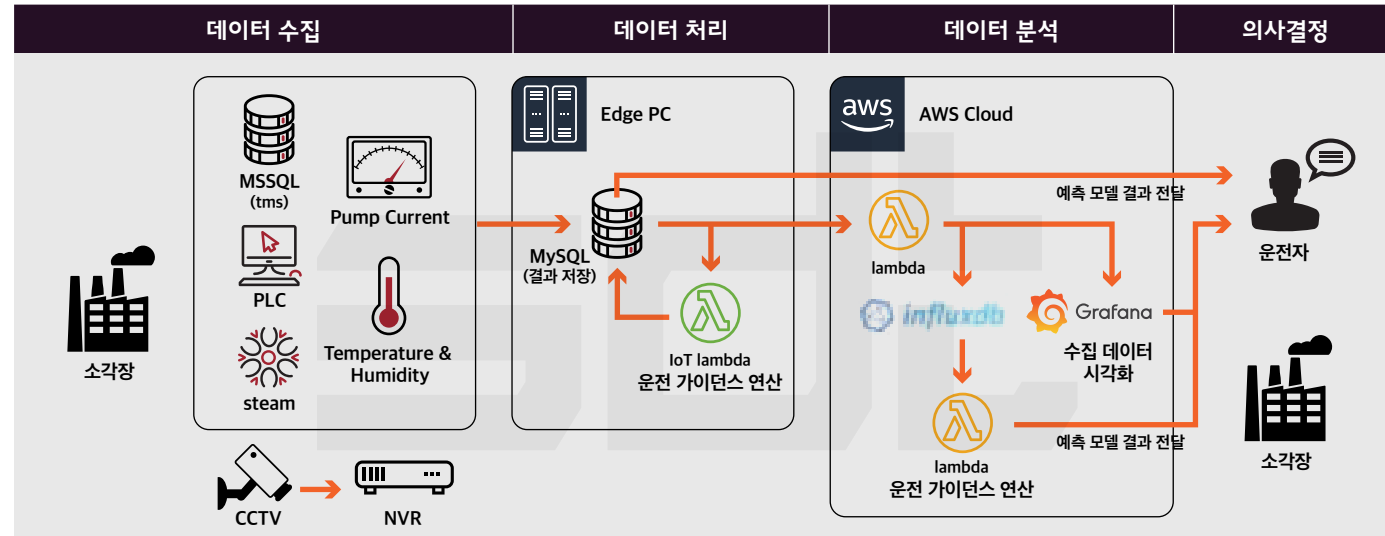 데이터 수집
데이터 처리
데이터 분석
의사결정
소각장
MSSQL
(tms)
PLC
steam
Pump Current
Temperature &
Humidity
CCTV
NVR
Edge PC
MySQL
(결과 저장)
IoT lambda
운전 가이던스 연산
aws
AWS Cloud
lambda
influxdb
Grafana
수집 데이터
시각화
lambda
운전 가이던스 연산
예측 모델 결과 전달
예측 모델 결과 전달
운전자
소각장